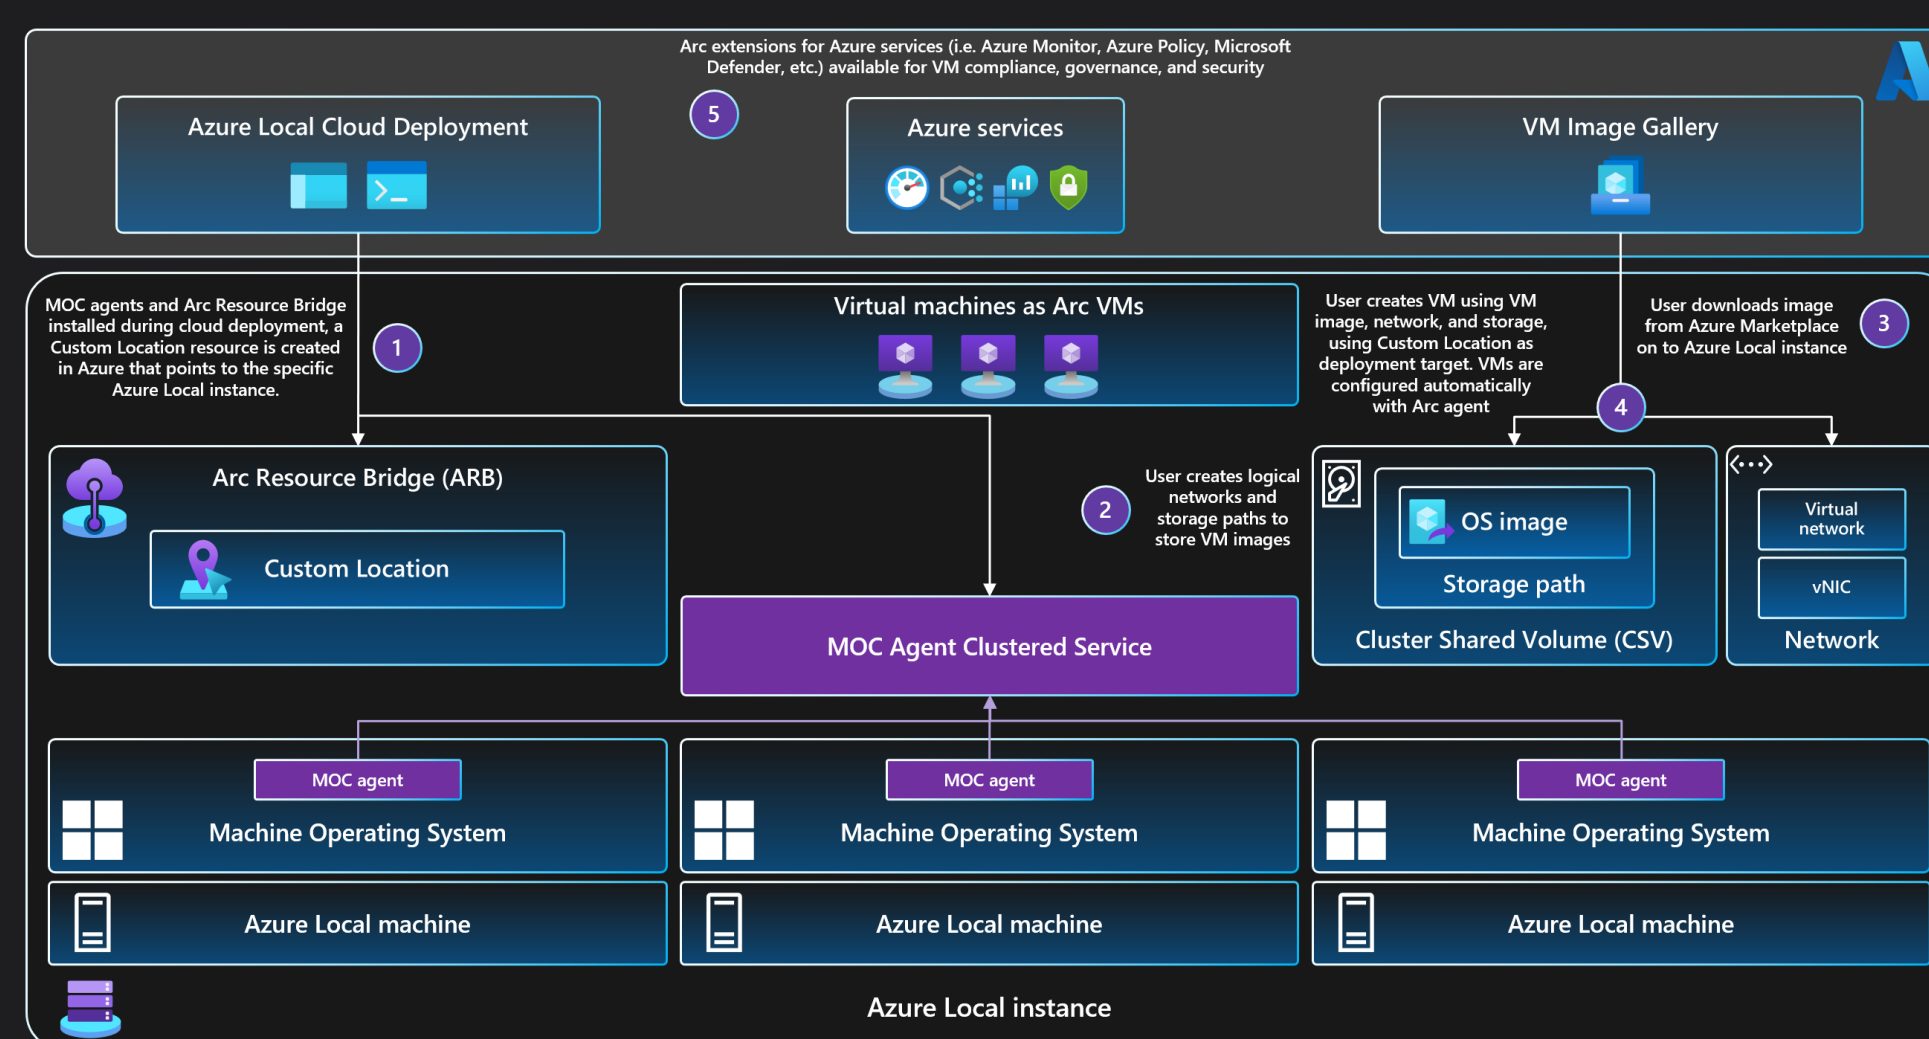 Arc extensions for Azure services (i.e. Azure Monitor, Azure Policy, Microsoft
Defender, etc.) available for VM compliance, governance, and security
5
Azure Local Cloud Deployment
Azure services
VM Image Gallery
MOC agents and Arc Resource Bridge
installed during cloud deployment, a
Custom Location resource is created
in Azure that points to the specific
Azure Local instance.
1
Virtual machines as Arc VMs
User creates VM using VM
image, network, and storage,
using Custom Location as
deployment target. VMs are
configured automatically
with Arc agent
User downloads image
from Azure Marketplace
on to Azure Local instance
3
4
Arc Resource Bridge (ARB)
Custom Location
2
User creates logical
networks and
storage paths to
store VM images
OS image
Storage path
Cluster Shared Volume (CSV)
Virtual
network
vNIC
Network
MOC Agent Clustered Service
MOC agent
Machine Operating System
MOC agent
Machine Operating System
MOC agent
Machine Operating System
Azure Local machine
Azure Local machine
Azure Local machine
Azure Local instance